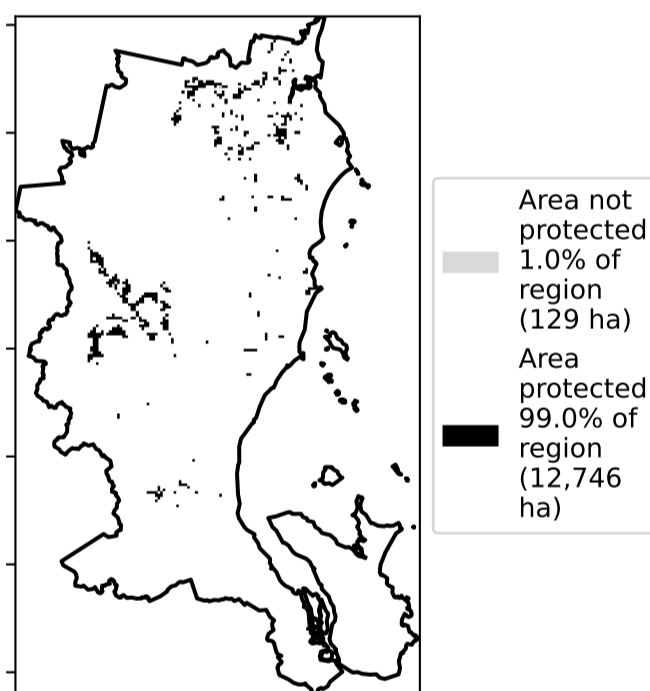 Area not
protected
1.0% of
region
(129 ha)
Area
protected
99.0% of
region
(12,746
ha)